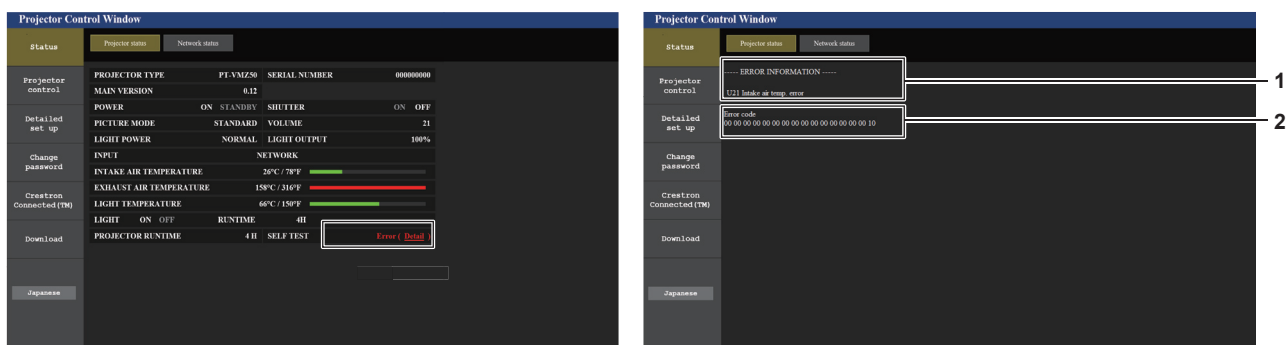 Projector Control Window
Status
Projector status
Network status
Projector control
Detailed set up
Change password
Crestron Connected(TM)
Download
Japanese
PROJECTOR TYPE PT-VMZ50 SERIAL NUMBER 000000000
MAIN VERSION 0.12
POWER ON STANDBY SHUTTER ON OFF
PICTURE MODE STANDARD VOLUME 21
LIGHT POWER NORMAL LIGHT OUTPUT 100%
INPUT NETWORK
INTAKE AIR TEMPERATURE 26°C / 78°F
EXHAUST AIR TEMPERATURE 158°C / 316°F
LIGHT TEMPERATURE 66°C / 150°F
LIGHT ON OFF RUNTIME 4H
PROJECTOR RUNTIME 4 H SELF TEST Error ( Detail )
Projector Control Window
Status
Projector status
Network status
Projector control
Detailed set up
Change password
Crestron Connected(TM)
Download
Japanese
----- ERROR INFORMATION -----
U21 Intake air temp. error
Error code
00 00 00 00 00 00 00 00 00 00 00 00 00 00 00 10
1
2